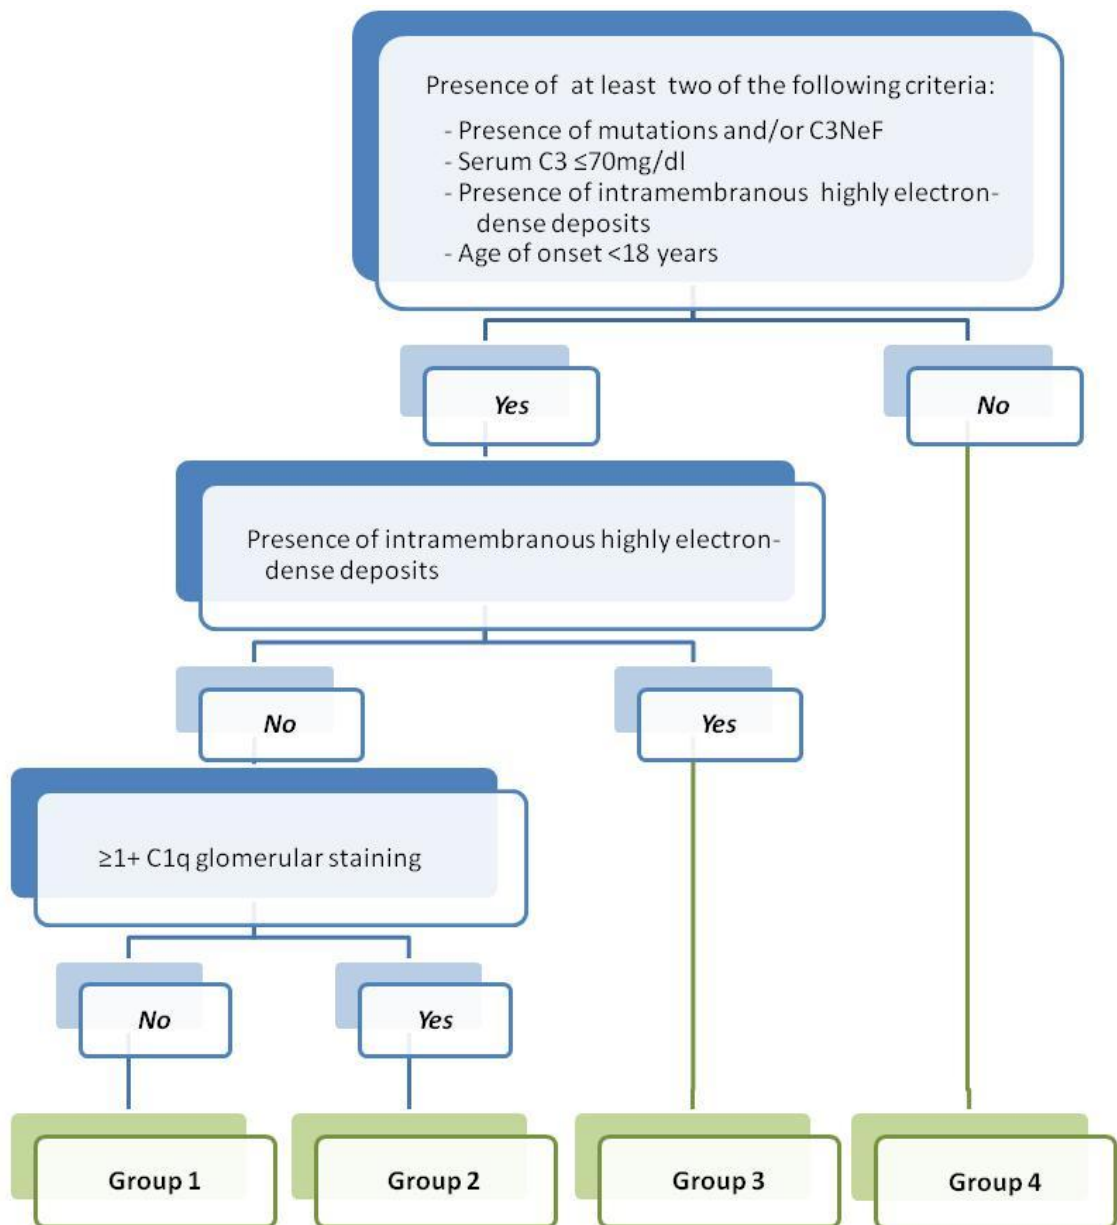 Presence of at least two of the following criteria:
- Presence of mutations and/or C3NeF
- Serum C3 ≤70mg/dl
- Presence of intramembranous highly electron-
dense deposits
- Age of onset <18 years
Yes
No
Presence of intramembranous highly electron-
dense deposits
No
Yes
≥1+ C1q glomerular staining
No
Yes
Group 1
Group 2
Group 3
Group 4